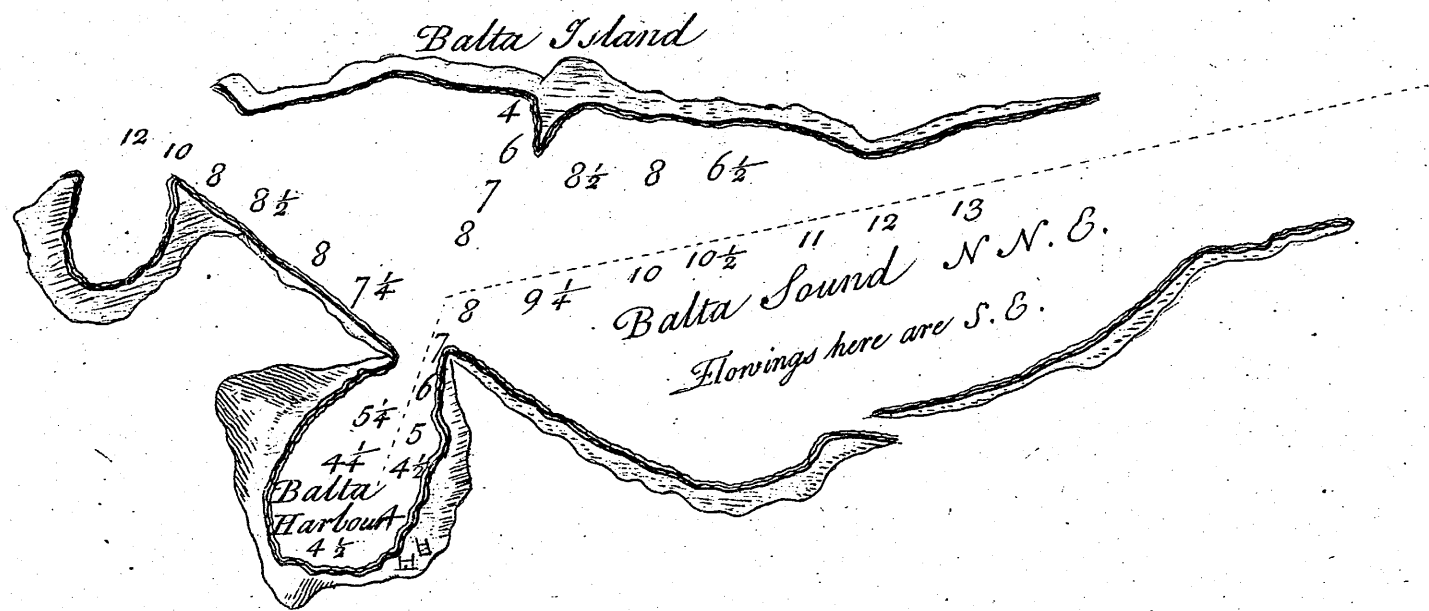 Balta Island
4
12 10 6
8 8½ 8 6½
8½ 7
8 8
7¼
8 9¼ 10 10½ 11 12 13
Balta Sound N N. E.
Flowings here are S. E.
7
6
5¼
5
4¼ 4½
Balta
Harbour 4
4½